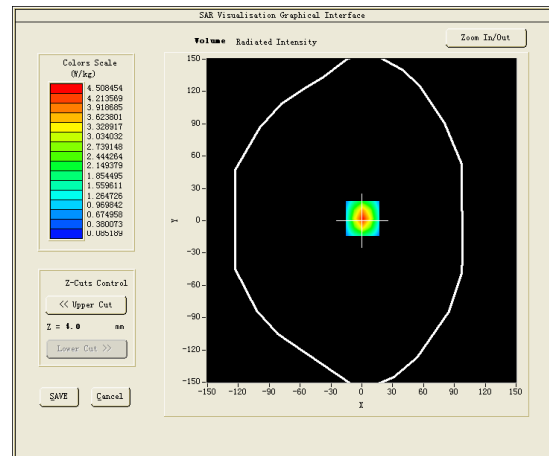 SAR Visualisation Graphical Interface
Volume Radiated Intensity
Zoom In/Out
Colors Scale
(W/kg)
4.508454
4.213569
3.918685
3.623801
3.328917
3.034032
2.739148
2.444264
2.149379
1.854495
1.559611
1.264726
0.969842
0.674958
0.380073
0.085189
Z-Cuts Control
<< Upper Cut
Z = 4.0 mm
Lower Cut >>
SAVE
Cancel
150
120
90
60
30
0
-30
-60
-90
-120
-150
Y
-150 -120 -90 -60 -30 0 30 60 90 120 150
X